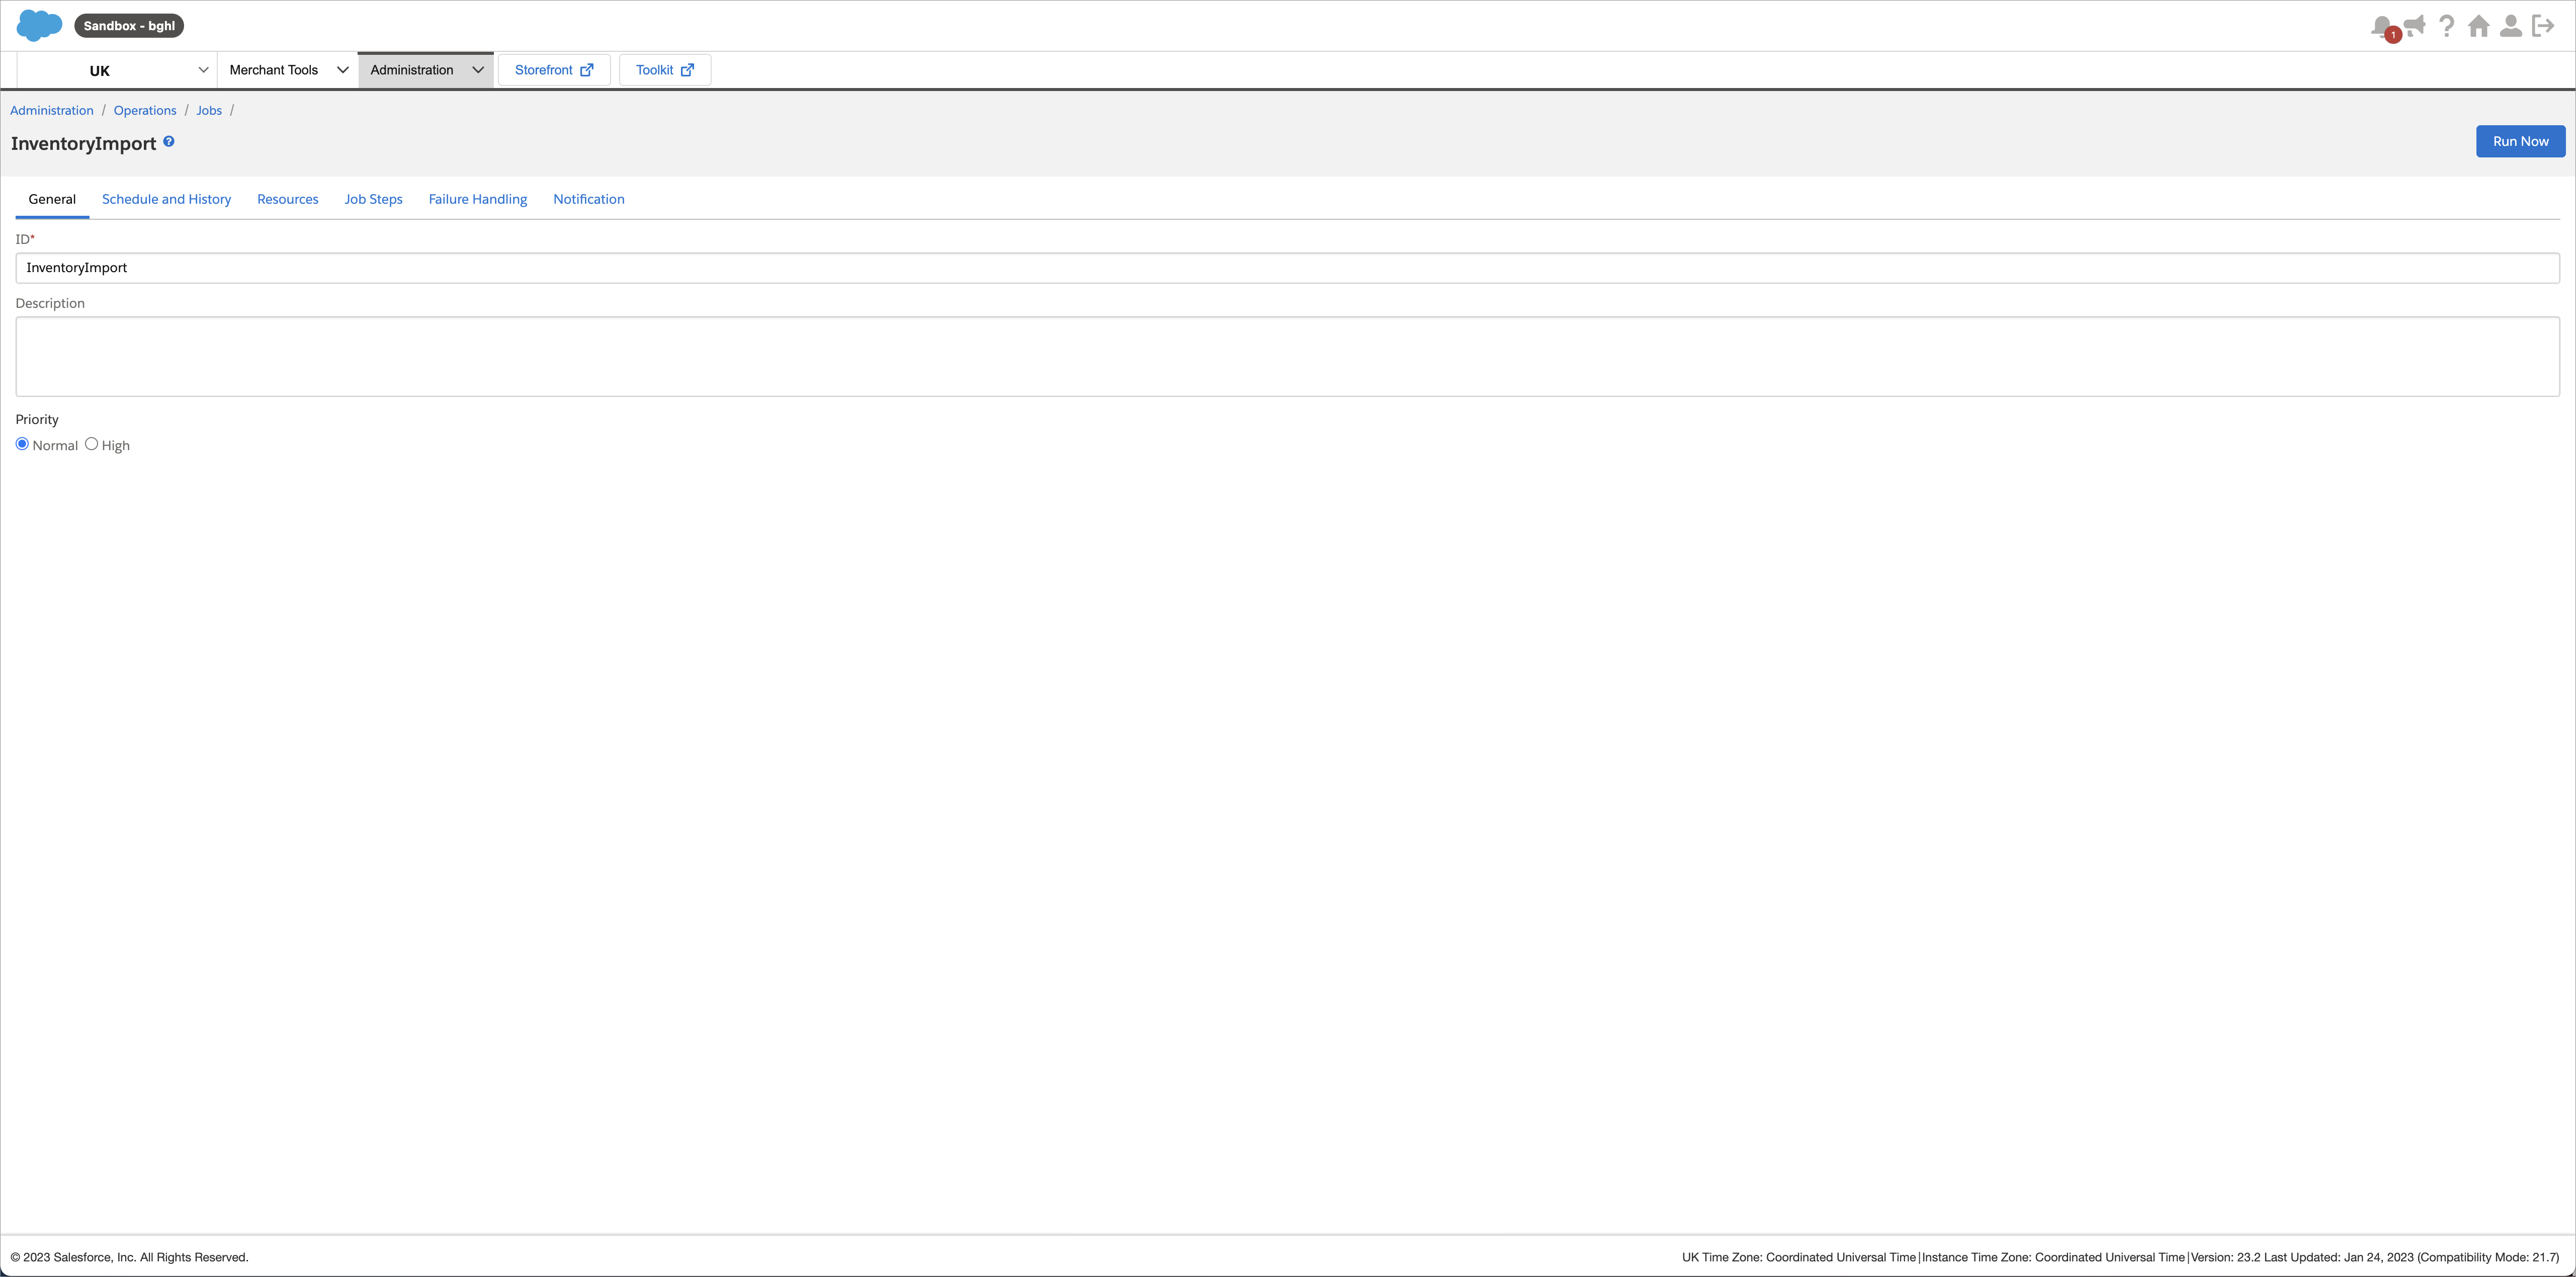 Sandbox - bghl
1
UK
Merchant Tools
Administration
Storefront
Toolkit
Administration / Operations / Jobs /
InventoryImport ?
Run Now
General
Schedule and History
Resources
Job Steps
Failure Handling
Notification
ID*
InventoryImport
Description
Priority
Normal
High
© 2023 Salesforce, Inc. All Rights Reserved.
UK Time Zone: Coordinated Universal Time|Instance Time Zone: Coordinated Universal Time|Version: 23.2 Last Updated: Jan 24, 2023 (Compatibility Mode: 21.7)